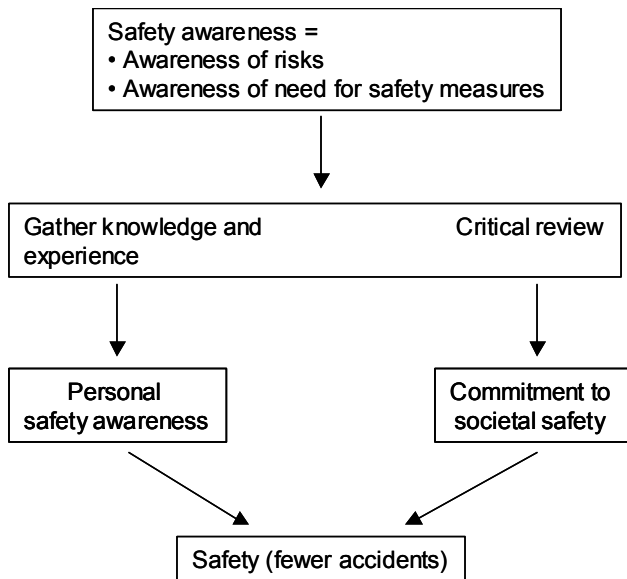 Safety awareness =
• Awareness of risks
• Awareness of need for safety measures
Gather knowledge and
experience
Critical review
Personal
safety awareness
Commitment to
societal safety
Safety (fewer accidents)